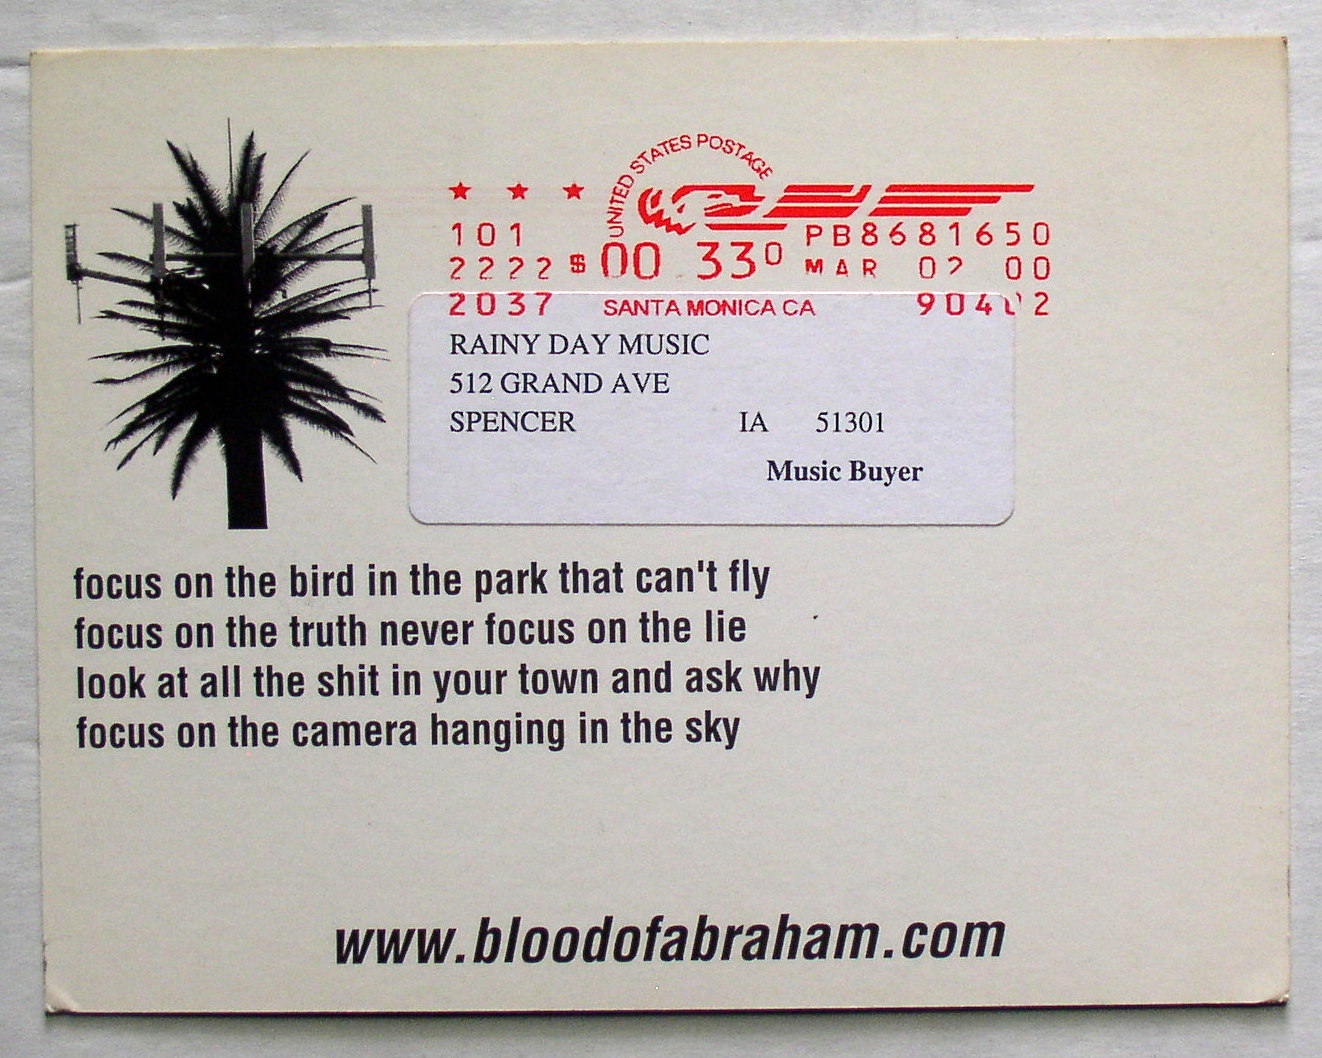 UNITED STATES POSTAGE
101 PB8681650
2222 $ 00 33⁰ MAR 02 00
2037 SANTA MONICA CA 90402
RAINY DAY MUSIC
512 GRAND AVE
SPENCER IA 51301
Music Buyer
focus on the bird in the park that can't fly
focus on the truth never focus on the lie
look at all the shit in your town and ask why
focus on the camera hanging in the sky
www.bloodofabraham.com